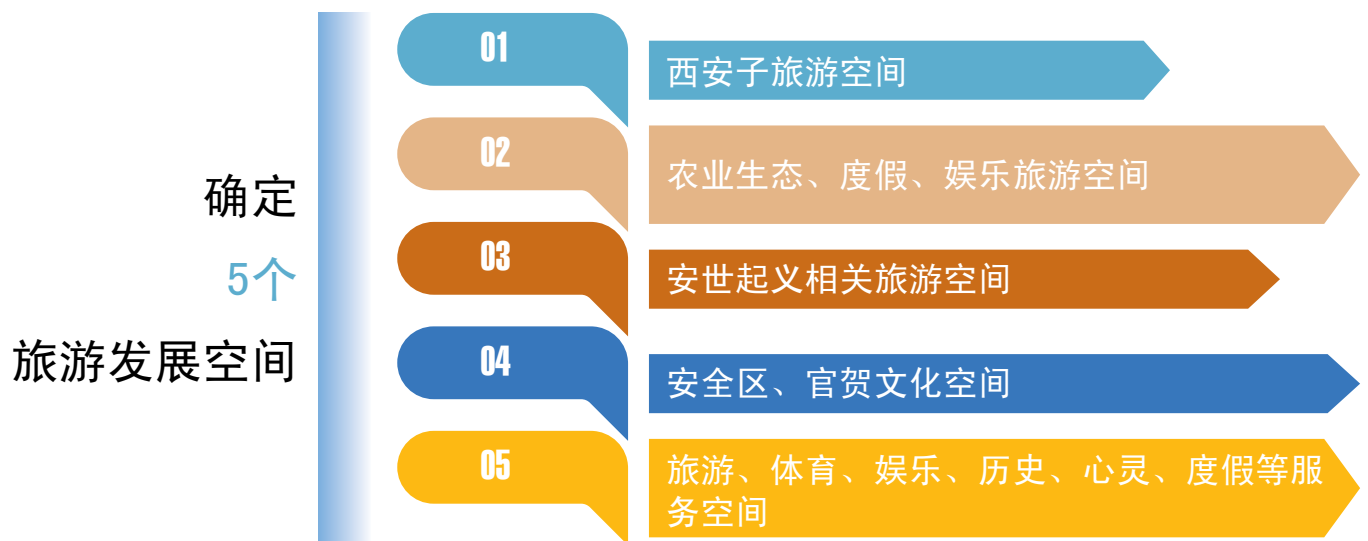 确定
5个
旅游发展空间
01
西安子旅游空间
02
农业生态、度假、娱乐旅游空间
03
安世起义相关旅游空间
04
安全区、官贺文化空间
05
旅游、体育、娱乐、历史、心灵、度假等服
务空间